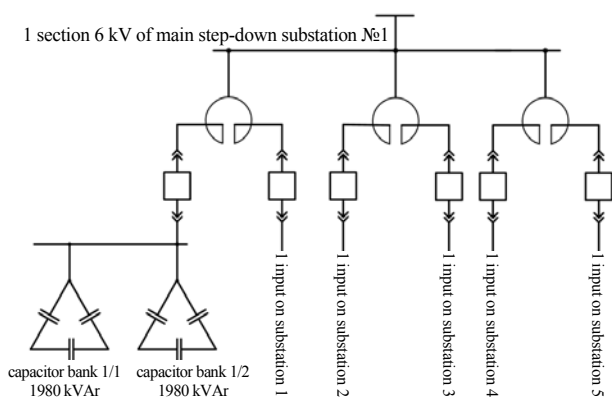 1 section 6 kV of main step-down substation №1
1 input on substation 1
1 input on substation 2
1 input on substation 3
1 input on substation 4
1 input on substation 5
capacitor bank 1/1
1980 kVAr
capacitor bank 1/2
1980 kVAr